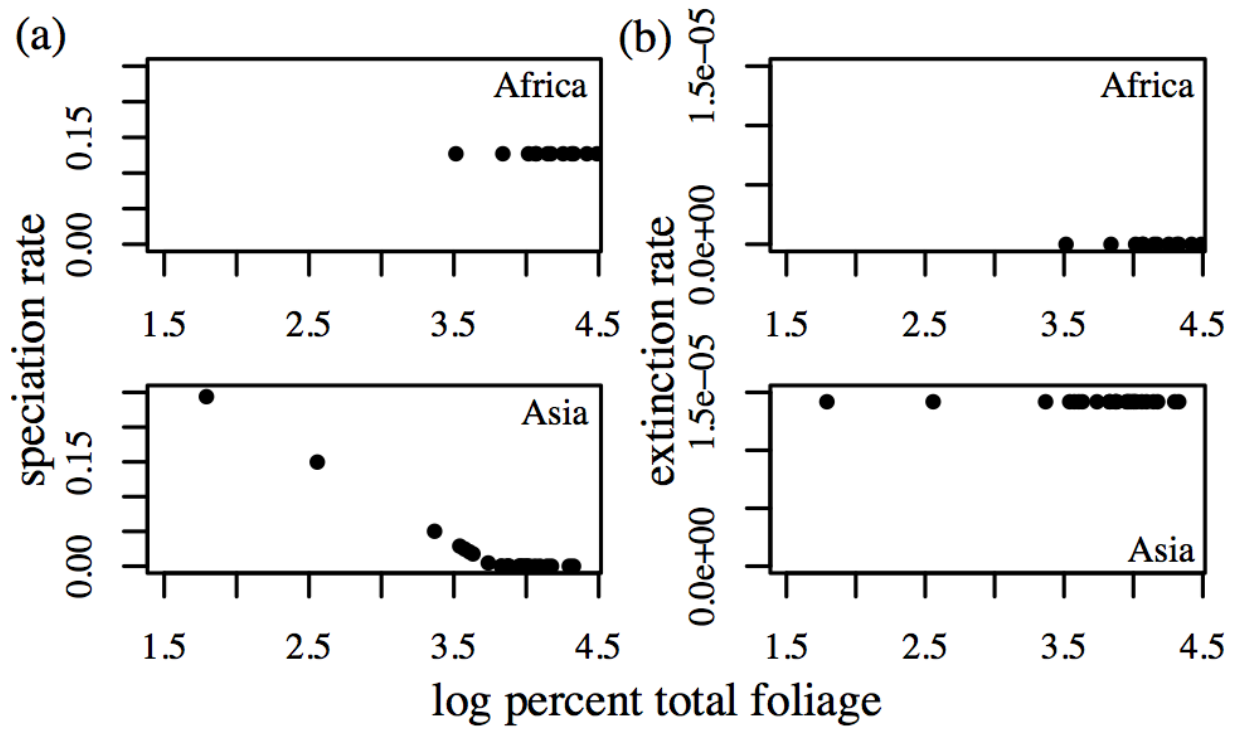 (a)
Africa
0.15
0.00
1.5 2.5 3.5 4.5
speciation rate
Asia
0.15
0.00
1.5 2.5 3.5 4.5
(b)
Africa
1.5e−05
0.0e+00
1.5 2.5 3.5 4.5
extinction rate
Asia
1.5e−05
0.0e+00
1.5 2.5 3.5 4.5
log percent total foliage